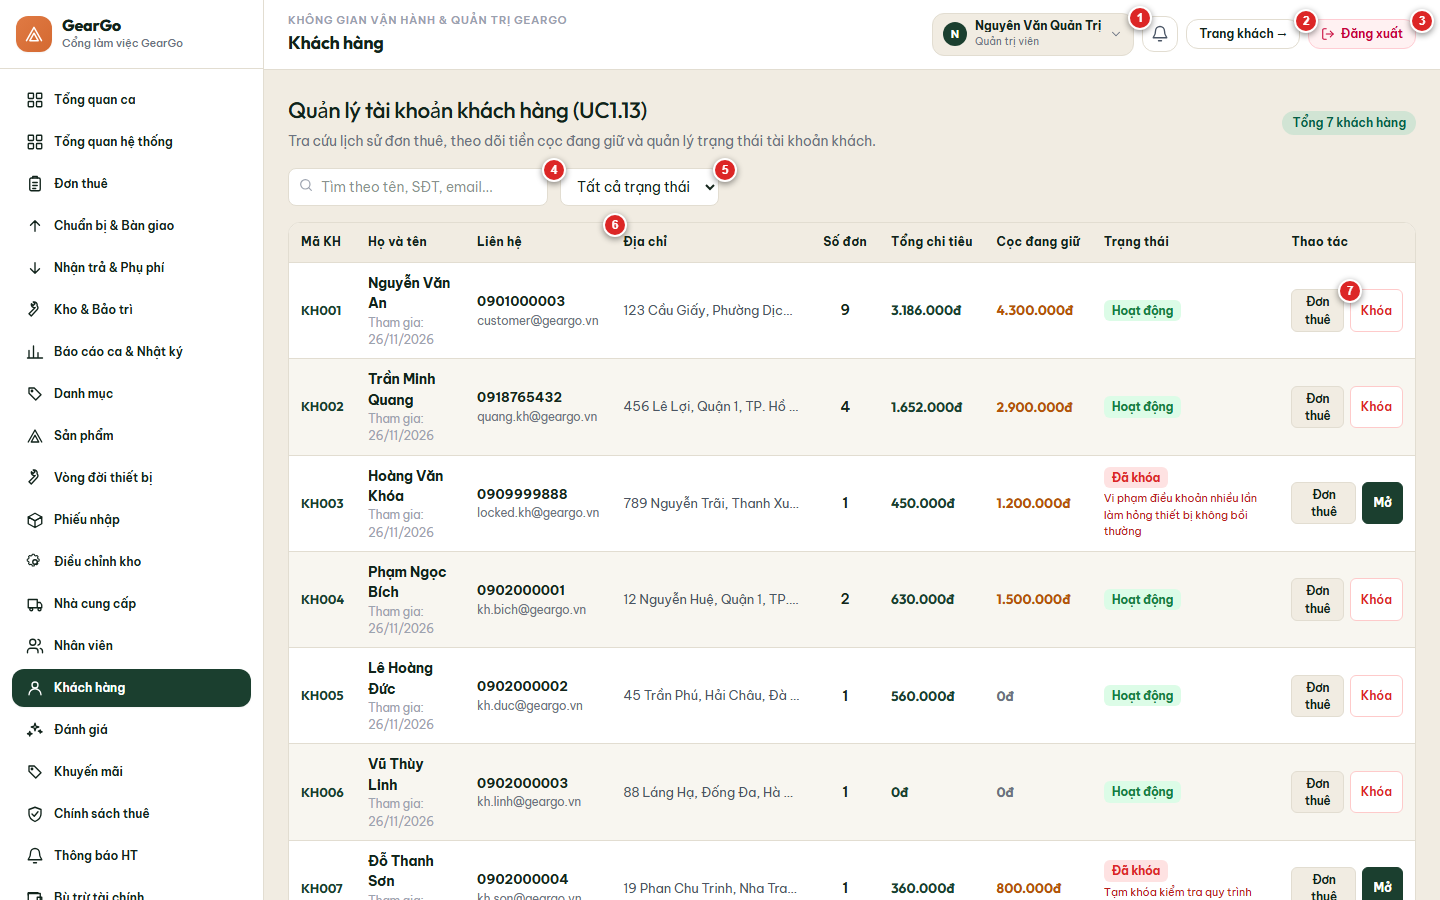 GearGo
Cổng làm việc GearGo
Tổng quan ca
Tổng quan hệ thống
Đơn thuê
Chuẩn bị & Bàn giao
Nhận trả & Phụ phí
Kho & Bảo trì
Báo cáo ca & Nhật ký
Danh mục
Sản phẩm
Vòng đời thiết bị
Phiếu nhập
Điều chỉnh kho
Nhà cung cấp
Nhân viên
Khách hàng
Đánh giá
Khuyến mãi
Chính sách thuê
Thông báo HT
Bù trừ tài chính
KHÔNG GIAN VẬN HÀNH & QUẢN TRỊ GEARGO
Khách hàng
N
Nguyễn Văn Quản Trị
Quản trị viên
1
Trang khách →
2
Đăng xuất
3
Quản lý tài khoản khách hàng (UC1.13)
Tra cứu lịch sử đơn thuê, theo dõi tiền cọc đang giữ và quản lý trạng thái tài khoản khách.
Tổng 7 khách hàng
Tìm theo tên, SĐT, email...
4
Tất cả trạng thái
5
6
Mã KH Họ và tên Liên hệ Địa chỉ Số đơn Tổng chi tiêu Cọc đang giữ Trạng thái Thao tác
KH001
Nguyễn Văn
An
Tham gia:
26/11/2026
0901000003
customer@geargo.vn
123 Cầu Giấy, Phường Dịc...
9
3.186.000đ
4.300.000đ
Hoạt động
Đơn
thuê
7
Khóa
KH002
Trần Minh
Quang
Tham gia:
26/11/2026
0918765432
quang.kh@geargo.vn
456 Lê Lợi, Quận 1, TP. Hồ ...
4
1.652.000đ
2.900.000đ
Hoạt động
Đơn
thuê
Khóa
KH003
Hoàng Văn
Khóa
Tham gia:
26/11/2026
0909999888
locked.kh@geargo.vn
789 Nguyễn Trãi, Thanh Xu...
1
450.000đ
1.200.000đ
Đã khóa
Vi phạm điều khoản nhiều lần
làm hỏng thiết bị không bồi
thường
Đơn
thuê
Mở
KH004
Phạm Ngọc
Bích
Tham gia:
26/11/2026
0902000001
kh.bich@geargo.vn
12 Nguyễn Huệ, Quận 1, TP....
2
630.000đ
1.500.000đ
Hoạt động
Đơn
thuê
Khóa
KH005
Lê Hoàng
Đức
Tham gia:
26/11/2026
0902000002
kh.duc@geargo.vn
45 Trần Phú, Hải Châu, Đà ...
1
560.000đ
0đ
Hoạt động
Đơn
thuê
Khóa
KH006
Vũ Thùy
Linh
Tham gia:
26/11/2026
0902000003
kh.linh@geargo.vn
88 Láng Hạ, Đống Đa, Hà ...
1
0đ
0đ
Hoạt động
Đơn
thuê
Khóa
KH007
Đỗ Thanh
Sơn
0902000004
kh.son@geargo.vn
19 Phan Chu Trinh, Nha Tra...
1
360.000đ
800.000đ
Đã khóa
Tạm khóa kiểm tra quy trình
Đơn
thuê
Mở